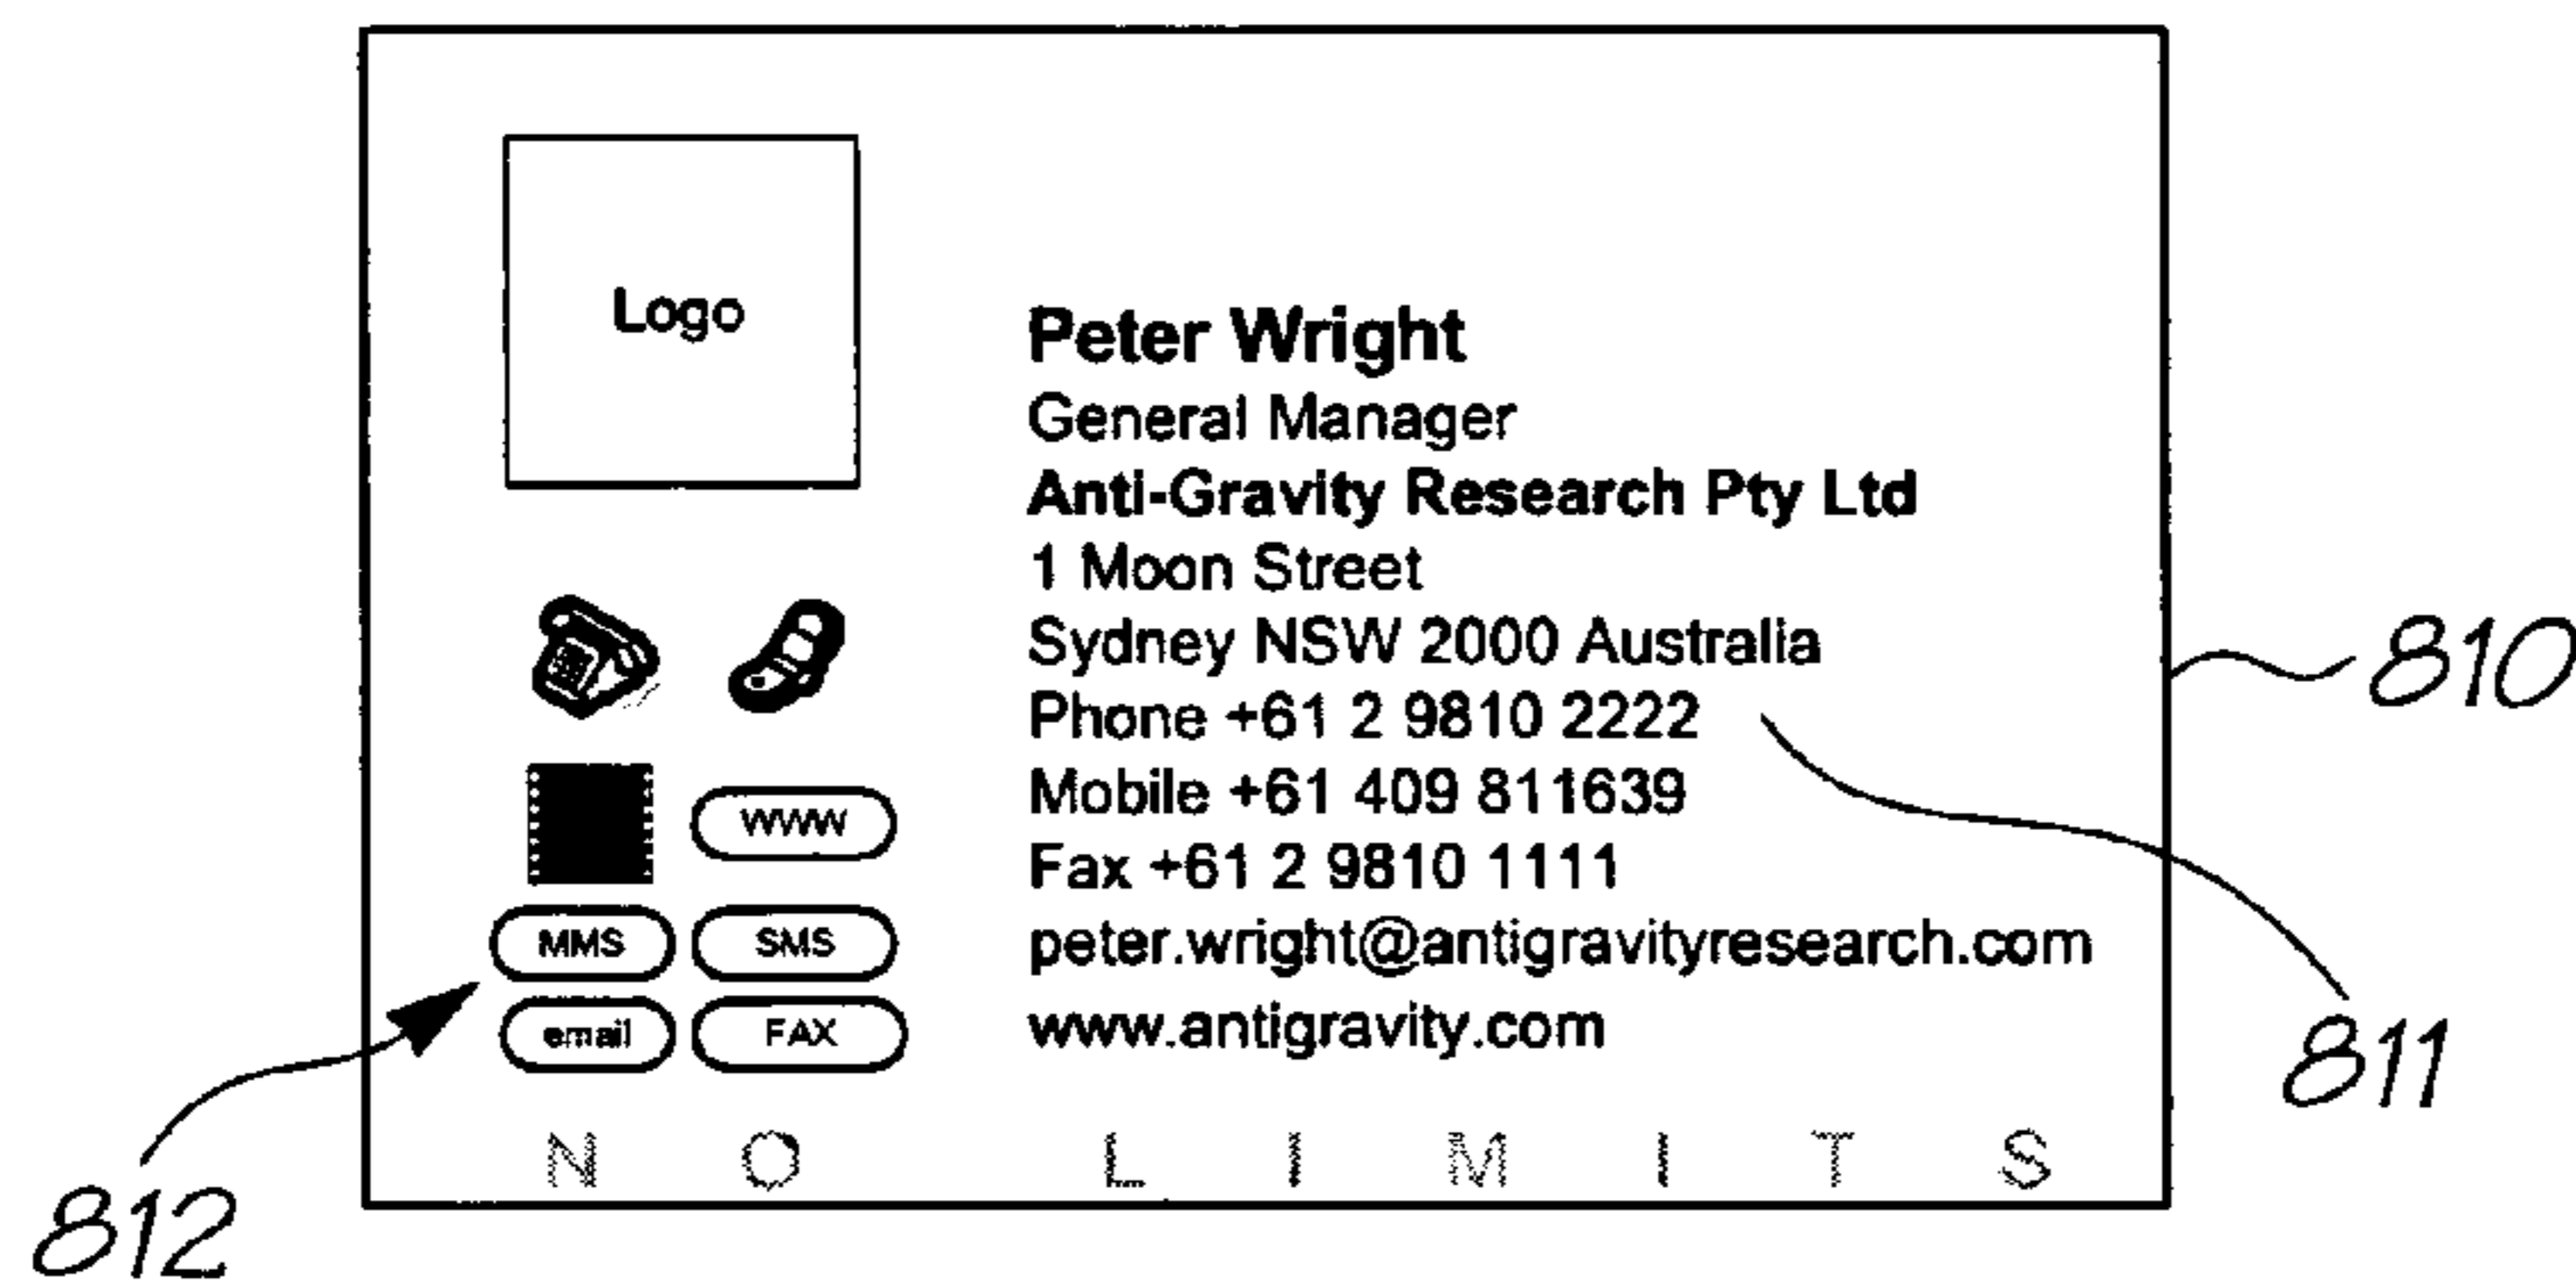 Logo
Peter Wright
General Manager
Anti-Gravity Research Pty Ltd
1 Moon Street
Sydney NSW 2000 Australia
Phone +61 2 9810 2222
Mobile +61 409 811639
Fax +61 2 9810 1111
peter.wright@antigravityresearch.com
www.antigravity.com
WWW
MMS SMS
email FAX
NO LIMITS
810
811
812